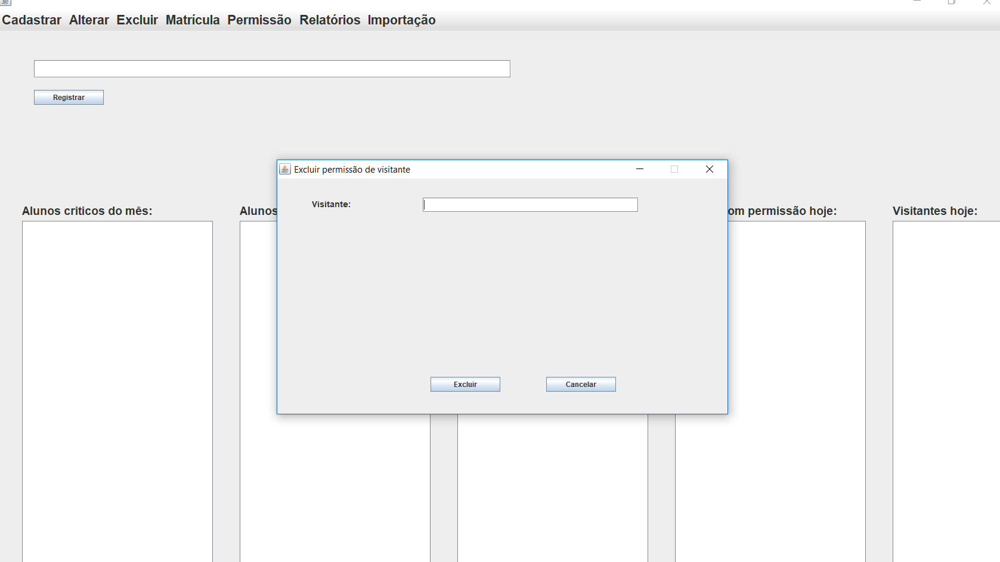 Cadastrar Alterar Excluir Matrícula Permissão Relatórios Importação
Registrar
Excluir permissão de visitante
Visitante:
Alunos criticos do mês:
Alunos
om permissão hoje:
Visitantes hoje:
Excluir
Cancelar